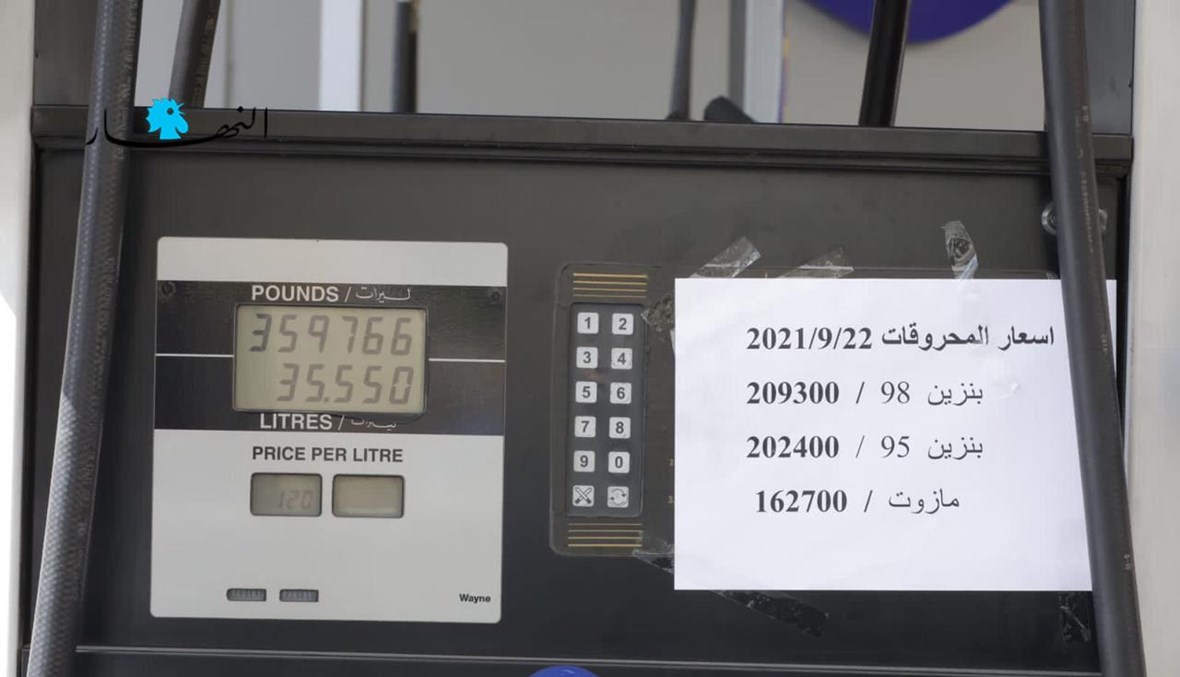 النهار
POUNDS / ليرات
359766
35.550
LITRES / ليترات
PRICE PER LITRE
120
Wayne
1 2
3 4
5 6
7 8
9 0
اسعار المحروقات 2021/9/22
بنزين 98 / 209300
بنزين 95 / 202400
مازوت / 162700